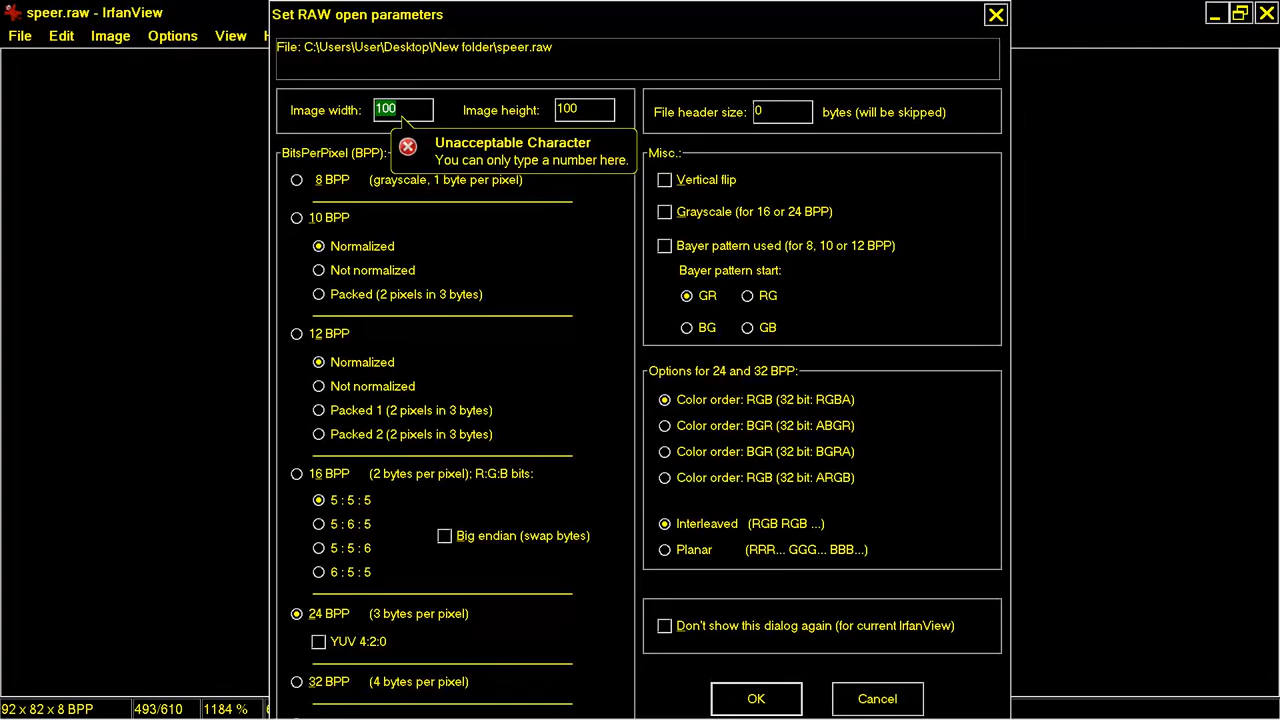 speer.raw - IrfanView
File Edit Image Options View
Set RAW open parameters
File: C:\Users\User\Desktop\New folder\speer.raw
Image width: 100 Image height: 100
Unacceptable Character
You can only type a number here.
BitsPerPixel (BPP):
8 BPP (grayscale, 1 byte per pixel)
10 BPP
Normalized
Not normalized
Packed (2 pixels in 3 bytes)
12 BPP
Normalized
Not normalized
Packed 1 (2 pixels in 3 bytes)
Packed 2 (2 pixels in 3 bytes)
16 BPP (2 bytes per pixel); R:G:B bits:
5 : 5 : 5
5 : 6 : 5
5 : 5 : 6
6 : 5 : 5
Big endian (swap bytes)
24 BPP (3 bytes per pixel)
YUV 4:2:0
32 BPP (4 bytes per pixel)
File header size: 0 bytes (will be skipped)
Misc.:
Vertical flip
Grayscale (for 16 or 24 BPP)
Bayer pattern used (for 8, 10 or 12 BPP)
Bayer pattern start:
GR RG
BG GB
Options for 24 and 32 BPP:
Color order: RGB (32 bit: RGBA)
Color order: BGR (32 bit: ABGR)
Color order: BGR (32 bit: BGRA)
Color order: RGB (32 bit: ARGB)
Interleaved (RGB RGB ...)
Planar (RRR... GGG... BBB...)
Don't show this dialog again (for current IrfanView)
OK Cancel
92 x 82 x 8 BPP 493/610 1184 %